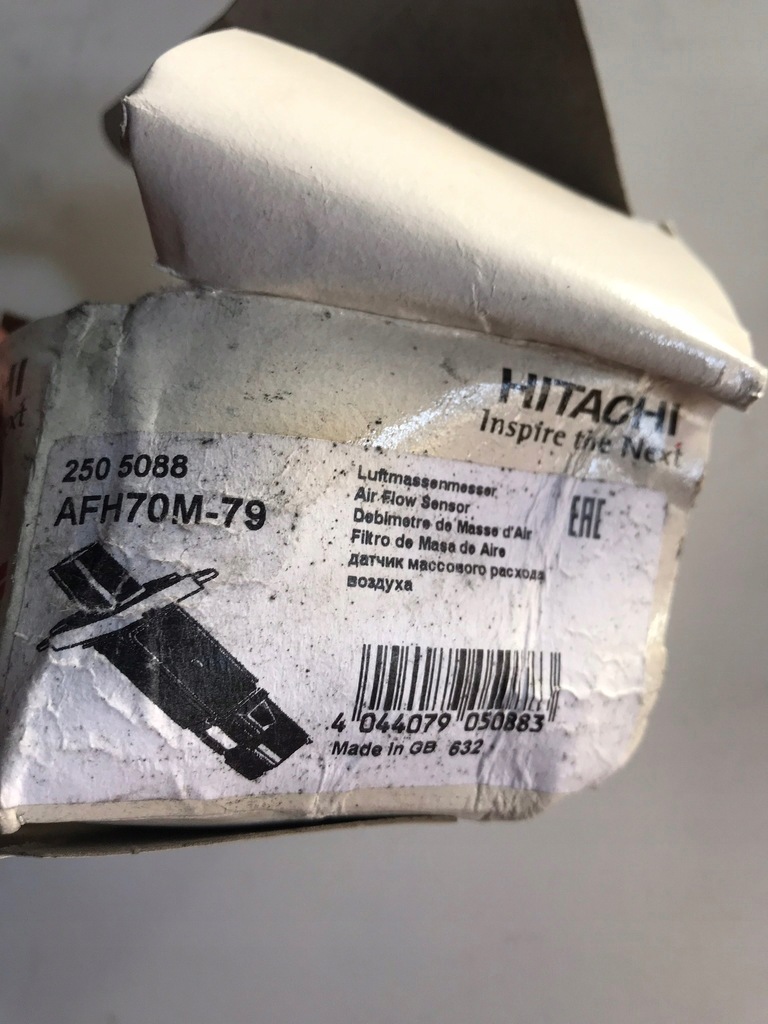 HITACHI
Inspire the Next
250 5088
AFH70M-79
Luftmassenmesser
Air Flow Sensor
Debimetre de Masse d'Air
Filtro de Masa de Aire
датчик массового расхода
воздуха
EAC
4 044079 050883
Made in GB 632